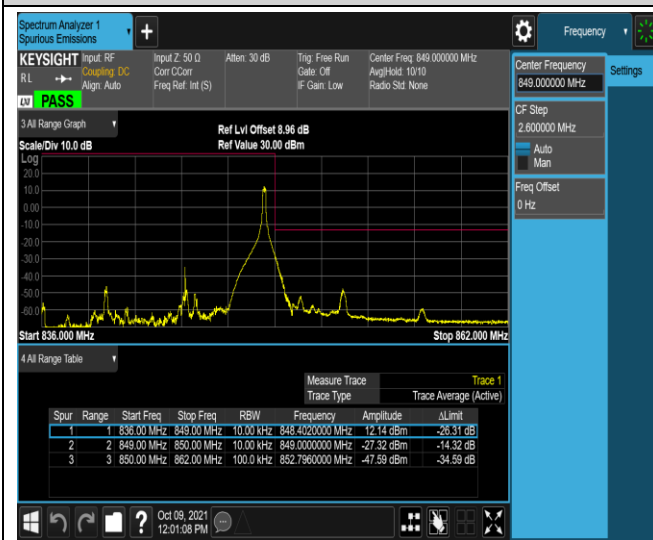 Spectrum Analyzer 1
Spurious Emissions
Frequency
KEYSIGHT
Input: RF
Coupling: DC
Align: Auto
Input Z: 50 Ω
Corr CCorr
Freq Ref: Int (S)
Atten: 30 dB
Trig: Free Run
Gate: Off
IF Gain: Low
Center Freq: 849.000000 MHz
Avg|Hold: 10/10
Radio Std: None
RL
LXI PASS
Center Frequency
849.000000 MHz
Settings
CF Step
2.600000 MHz
Auto
Man
Freq Offset
0 Hz
3 All Range Graph
Ref Lvl Offset 8.96 dB
Scale/Div 10.0 dB
Ref Value 30.00 dBm
Log
20.0
10.0
0.00
-10.0
-20.0
-30.0
-40.0
-50.0
-60.0
Start 836.000 MHz
Stop 862.000 MHz
4 All Range Table
Measure Trace Trace 1
Trace Type Trace Average (Active)
Spur Range Start Freq Stop Freq RBW Frequency Amplitude ΔLimit
1 1 836.00 MHz 849.00 MHz 10.00 kHz 848.4020000 MHz 12.14 dBm -26.31 dB
2 2 849.00 MHz 850.00 MHz 10.00 kHz 849.0000000 MHz -27.32 dBm -14.32 dB
3 3 850.00 MHz 862.00 MHz 100.0 kHz 852.7960000 MHz -47.59 dBm -34.59 dB
?
Oct 09, 2021
12:01:08 PM